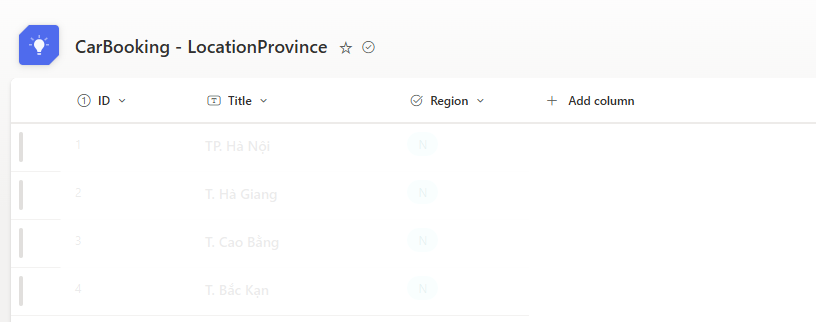 CarBooking - LocationProvince
ID Title Region Add column
1 TP. Hà Nội N
2 T. Hà Giang N
3 T. Cao Bằng N
4 T. Bắc Kạn N